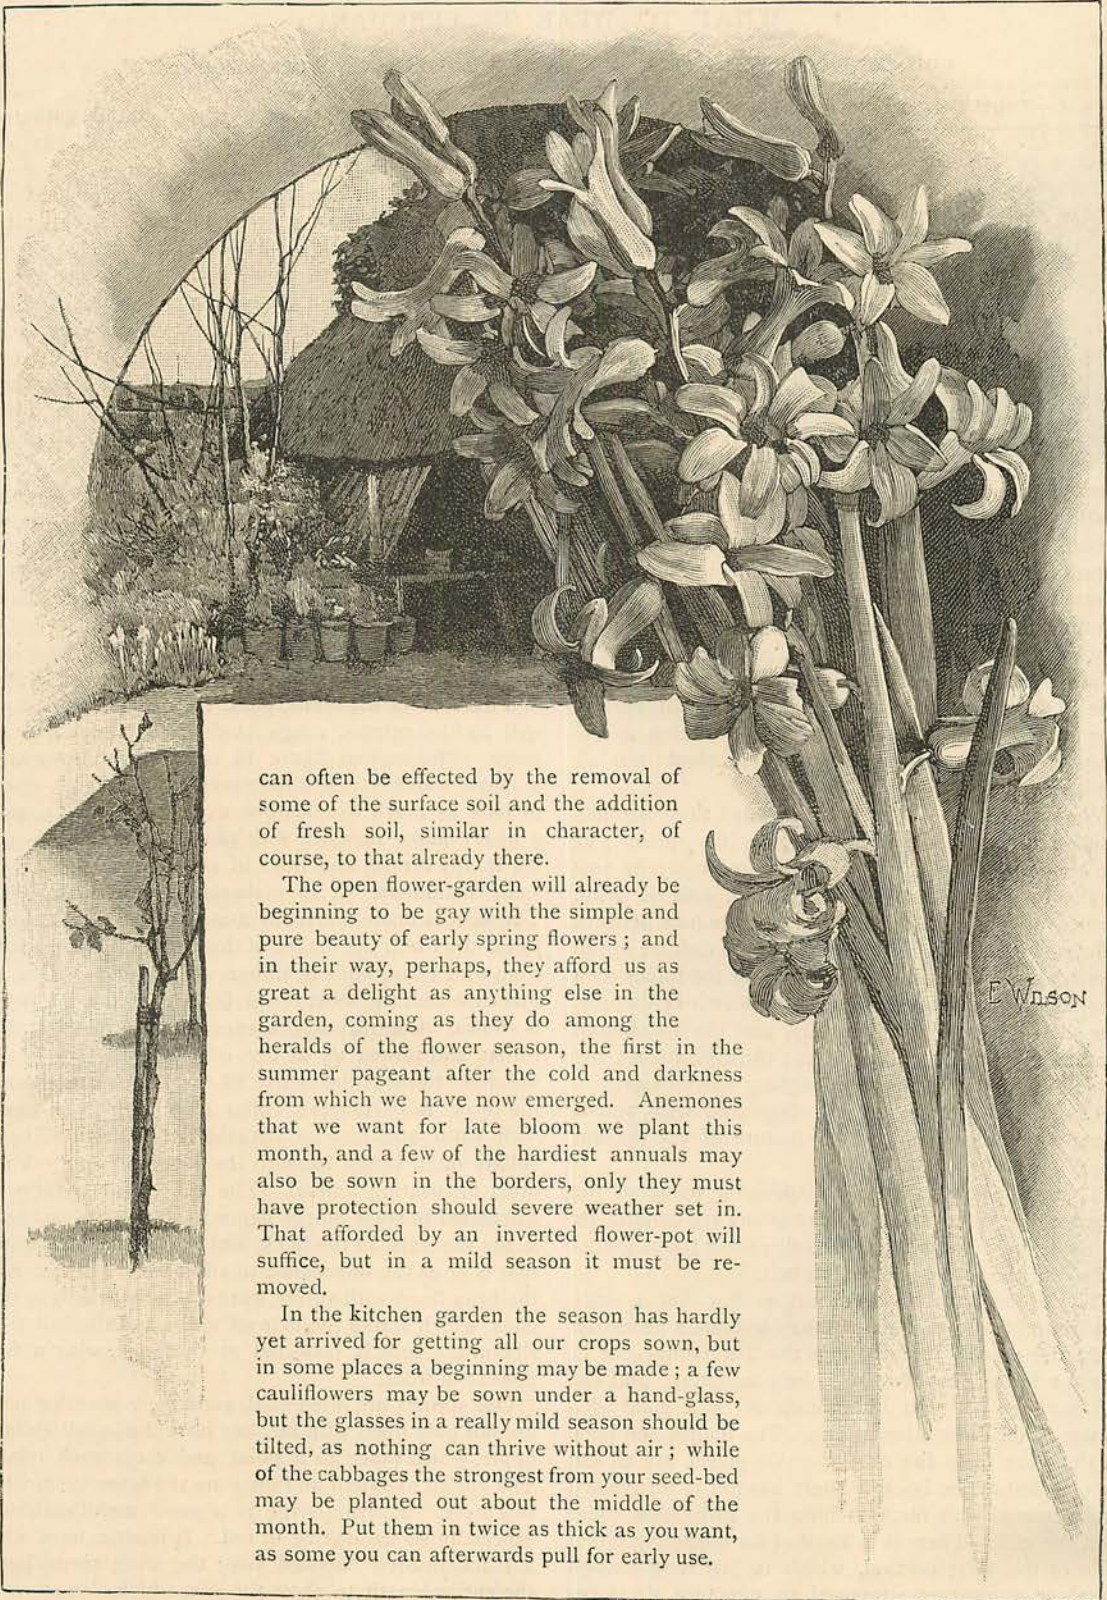 can often be effected by the removal of
some of the surface soil and the addition
of fresh soil, similar in character, of
course, to that already there.
The open flower-garden will already be
beginning to be gay with the simple and
pure beauty of early spring flowers ; and
in their way, perhaps, they afford us as
great a delight as anything else in the
garden, coming as they do among the
heralds of the flower season, the first in the
summer pageant after the cold and darkness
from which we have now emerged. Anemones
that we want for late bloom we plant this
month, and a few of the hardiest annuals may
also be sown in the borders, only they must
have protection should severe weather set in.
That afforded by an inverted flower-pot will
suffice, but in a mild season it must be re-
moved.
In the kitchen garden the season has hardly
yet arrived for getting all our crops sown, but
in some places a beginning may be made ; a few
cauliflowers may be sown under a hand-glass,
but the glasses in a really mild season should be
tilted, as nothing can thrive without air ; while
of the cabbages the strongest from your seed-bed
may be planted out about the middle of the
month. Put them in twice as thick as you want,
as some you can afterwards pull for early use.
E WILSON